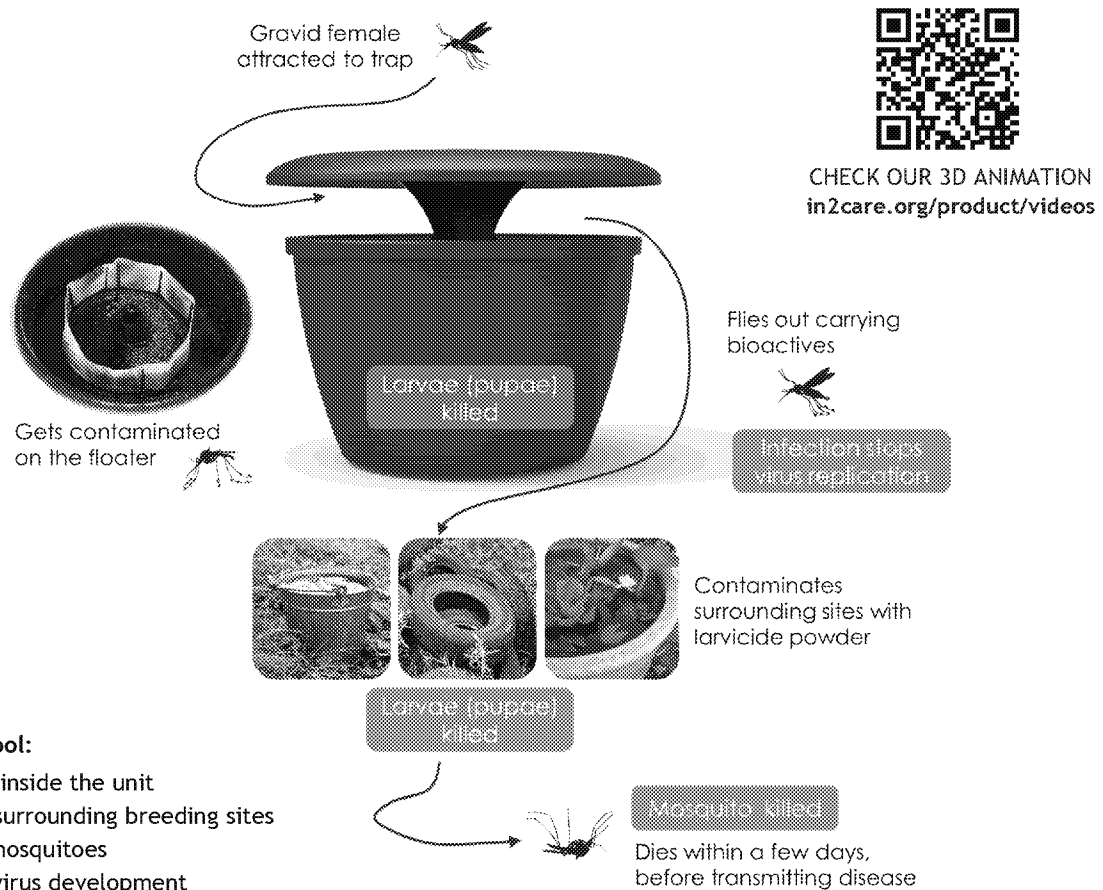 Gravid female
attracted to trap
CHECK OUR 3D ANIMATION
in2care.org/product/videos
Flies out carrying
bioactives
Larvae (pupae)
killed
Gets contaminated
on the floater
Infection stops
virus replication
Contaminates
surrounding sites with
larvicide powder
Larvae (pupae)
killed
ool:
inside the unit
surrounding breeding sites
mosquitoes
virus development
Mosquito killed
Dies within a few days,
before transmitting disease